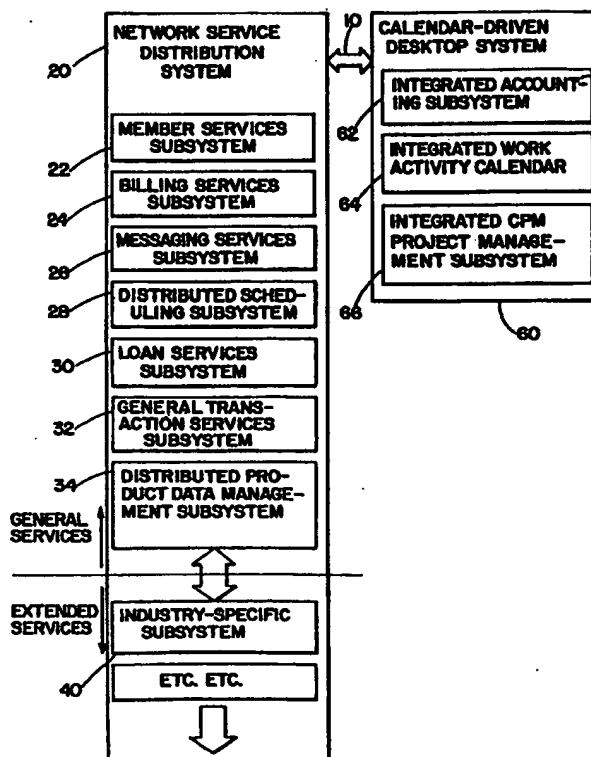 20
NETWORK SERVICE
DISTRIBUTION
SYSTEM
MEMBER SERVICES
SUBSYSTEM
22
BILLING SERVICES
SUBSYSTEM
24
MESSAGING SERVICES
SUBSYSTEM
26
DISTRIBUTED SCHED-
ULING SUBSYSTEM
28
LOAN SERVICES
SUBSYSTEM
30
GENERAL TRANS-
ACTION SERVICES
SUBSYSTEM
32
DISTRIBUTED PRO-
DUCT DATA MANAGE-
MENT SUBSYSTEM
34
GENERAL
SERVICES
EXTENDED
SERVICES
INDUSTRY-SPECIFIC
SUBSYSTEM
40
ETC. ETC.
10
CALENDAR-DRIVEN
DESKTOP SYSTEM
INTEGRATED ACCOUNT-
ING SUBSYSTEM
62
INTEGRATED WORK
ACTIVITY CALENDAR
64
INTEGRATED CPM
PROJECT MANAGE-
MENT SUBSYSTEM
66
60